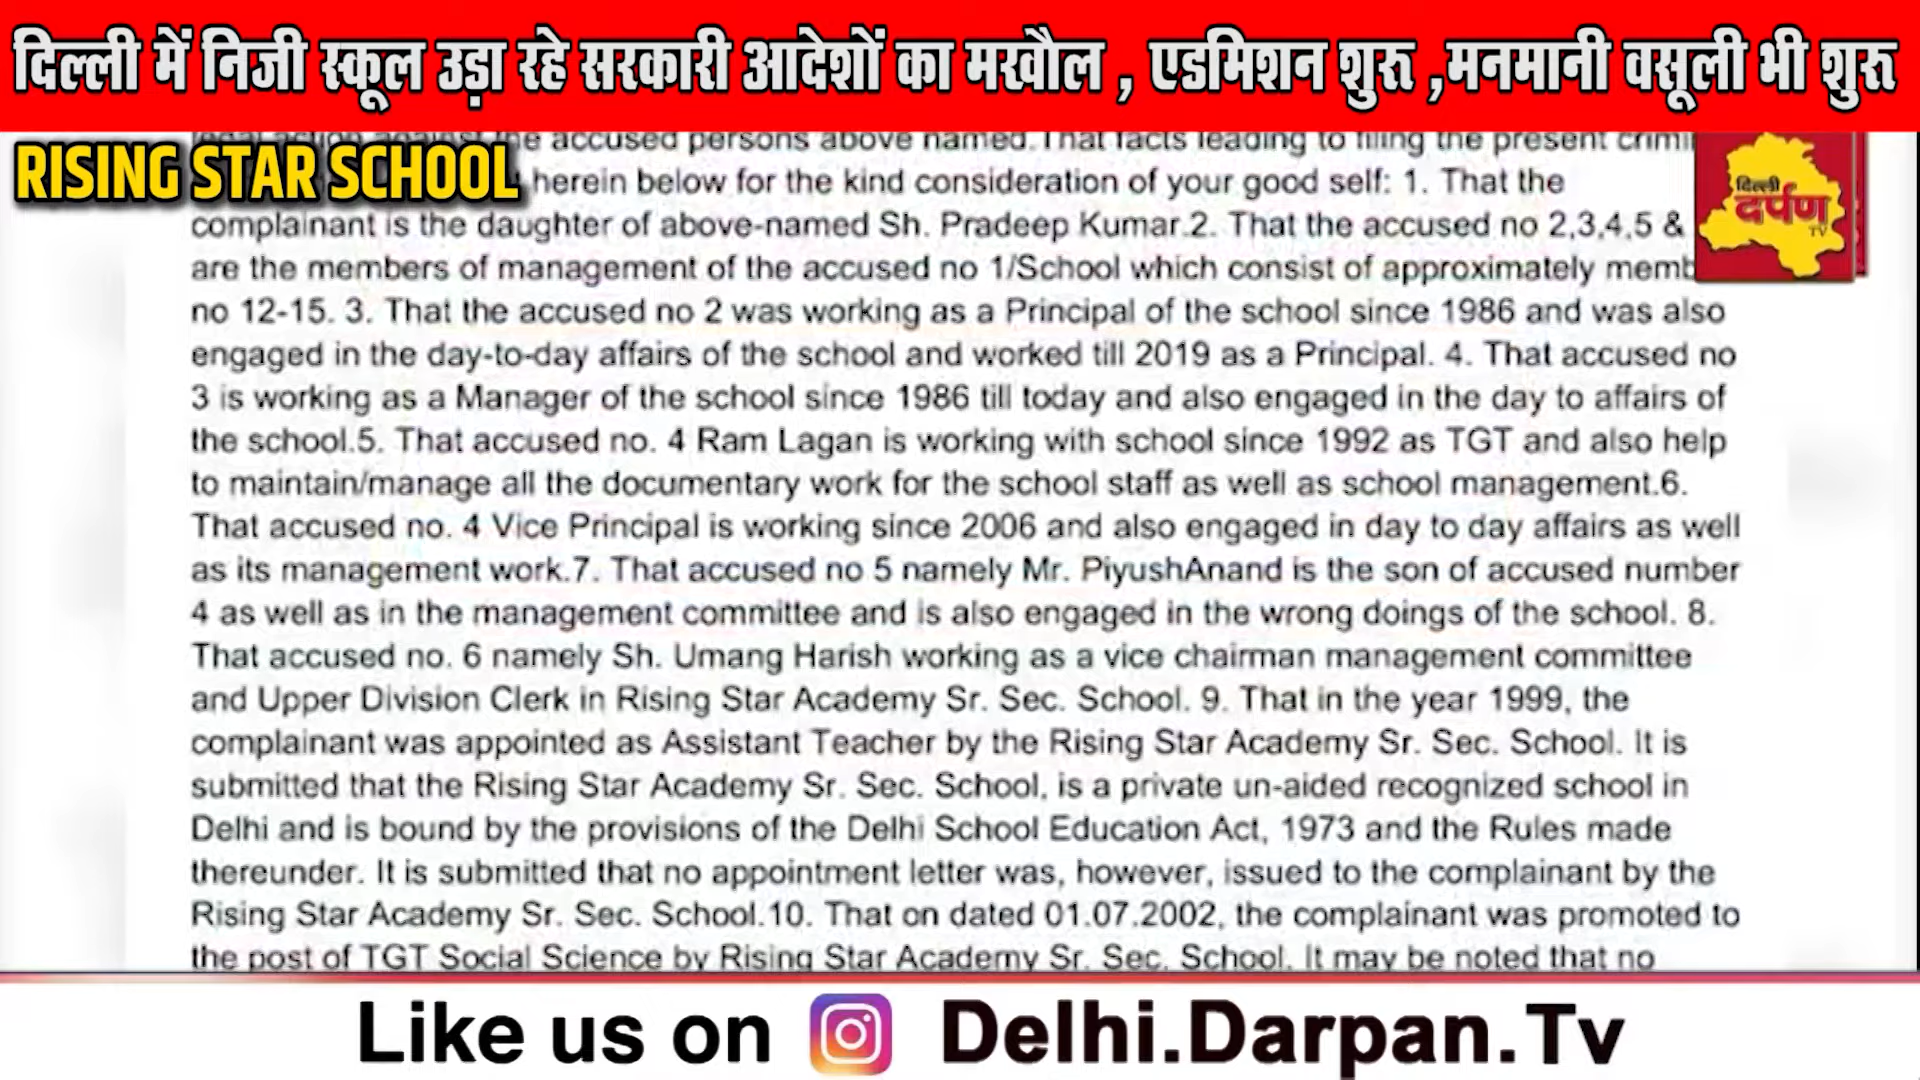 दिल्ली में निजी स्कूल उड़ा रहे सरकारी आदेशों का मखौल , एडमिशन शुरू ,मनमानी वसूली भी शुरू
legal action against the accused persons above named.That facts leading to filing the present
RISING STAR SCHOOL
herein below for the kind consideration of your good self: 1. That the
complainant is the daughter of above-named Sh. Pradeep Kumar.2. That the accused no 2,3,4,5 &
are the members of management of the accused no 1/School which consist of approximately
no 12-15. 3. That the accused no 2 was working as a Principal of the school since 1986 and was also
engaged in the day-to-day affairs of the school and worked till 2019 as a Principal. 4. That accused no
3 is working as a Manager of the school since 1986 till today and also engaged in the day to affairs of
the school.5. That accused no. 4 Ram Lagan is working with school since 1992 as TGT and also help
to maintain/manage all the documentary work for the school staff as well as school management.6.
That accused no. 4 Vice Principal is working since 2006 and also engaged in day to day affairs as well
as its management work.7. That accused no 5 namely Mr. PiyushAnand is the son of accused number
4 as well as in the management committee and is also engaged in the wrong doings of the school. 8.
That accused no. 6 namely Sh. Umang Harish working as a vice chairman management committee
and Upper Division Clerk in Rising Star Academy Sr. Sec. School. 9. That in the year 1999, the
complainant was appointed as Assistant Teacher by the Rising Star Academy Sr. Sec. School. It is
submitted that the Rising Star Academy Sr. Sec. School, is a private un-aided recognized school in
Delhi and is bound by the provisions of the Delhi School Education Act, 1973 and the Rules made
thereunder. It is submitted that no appointment letter was, however, issued to the complainant by the
Rising Star Academy Sr. Sec. School.10. That on dated 01.07.2002, the complainant was promoted to
the post of TGT Social Science by Rising Star Academy Sr. Sec. School. It may be noted that no
दिल्ली
दर्पण
TV
Like us on Delhi.Darpan.Tv